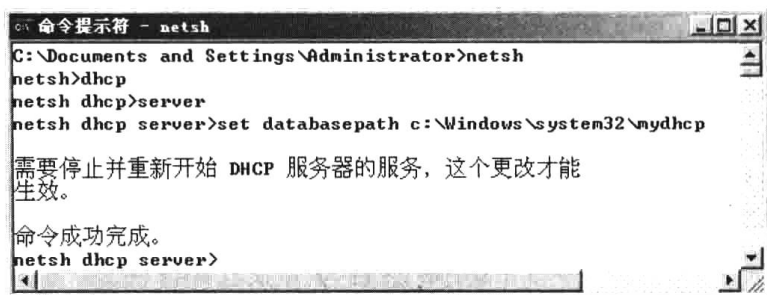 命令提示符 - netsh
C:\Documents and Settings\Administrator>netsh
netsh>dhcp
netsh dhcp>server
netsh dhcp server>set databasepath c:\Windows\system32\mydhcp
需要停止并重新开始 DHCP 服务器的服务，这个更改才能
生效。
命令成功完成。
netsh dhcp server>